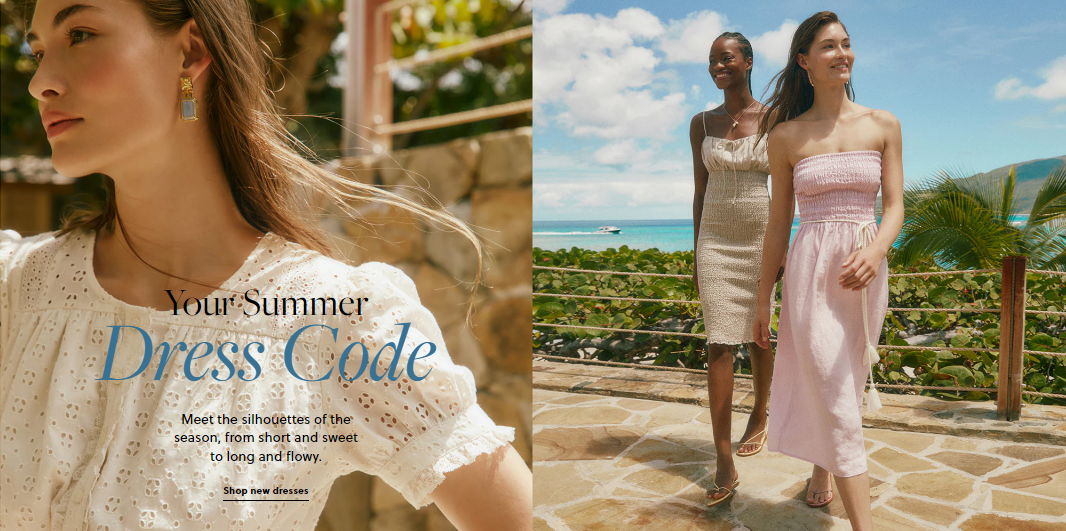 Your Summer
Dress Code
Meet the silhouettes of the
season, from short and sweet
to long and flowy.
Shop new dresses